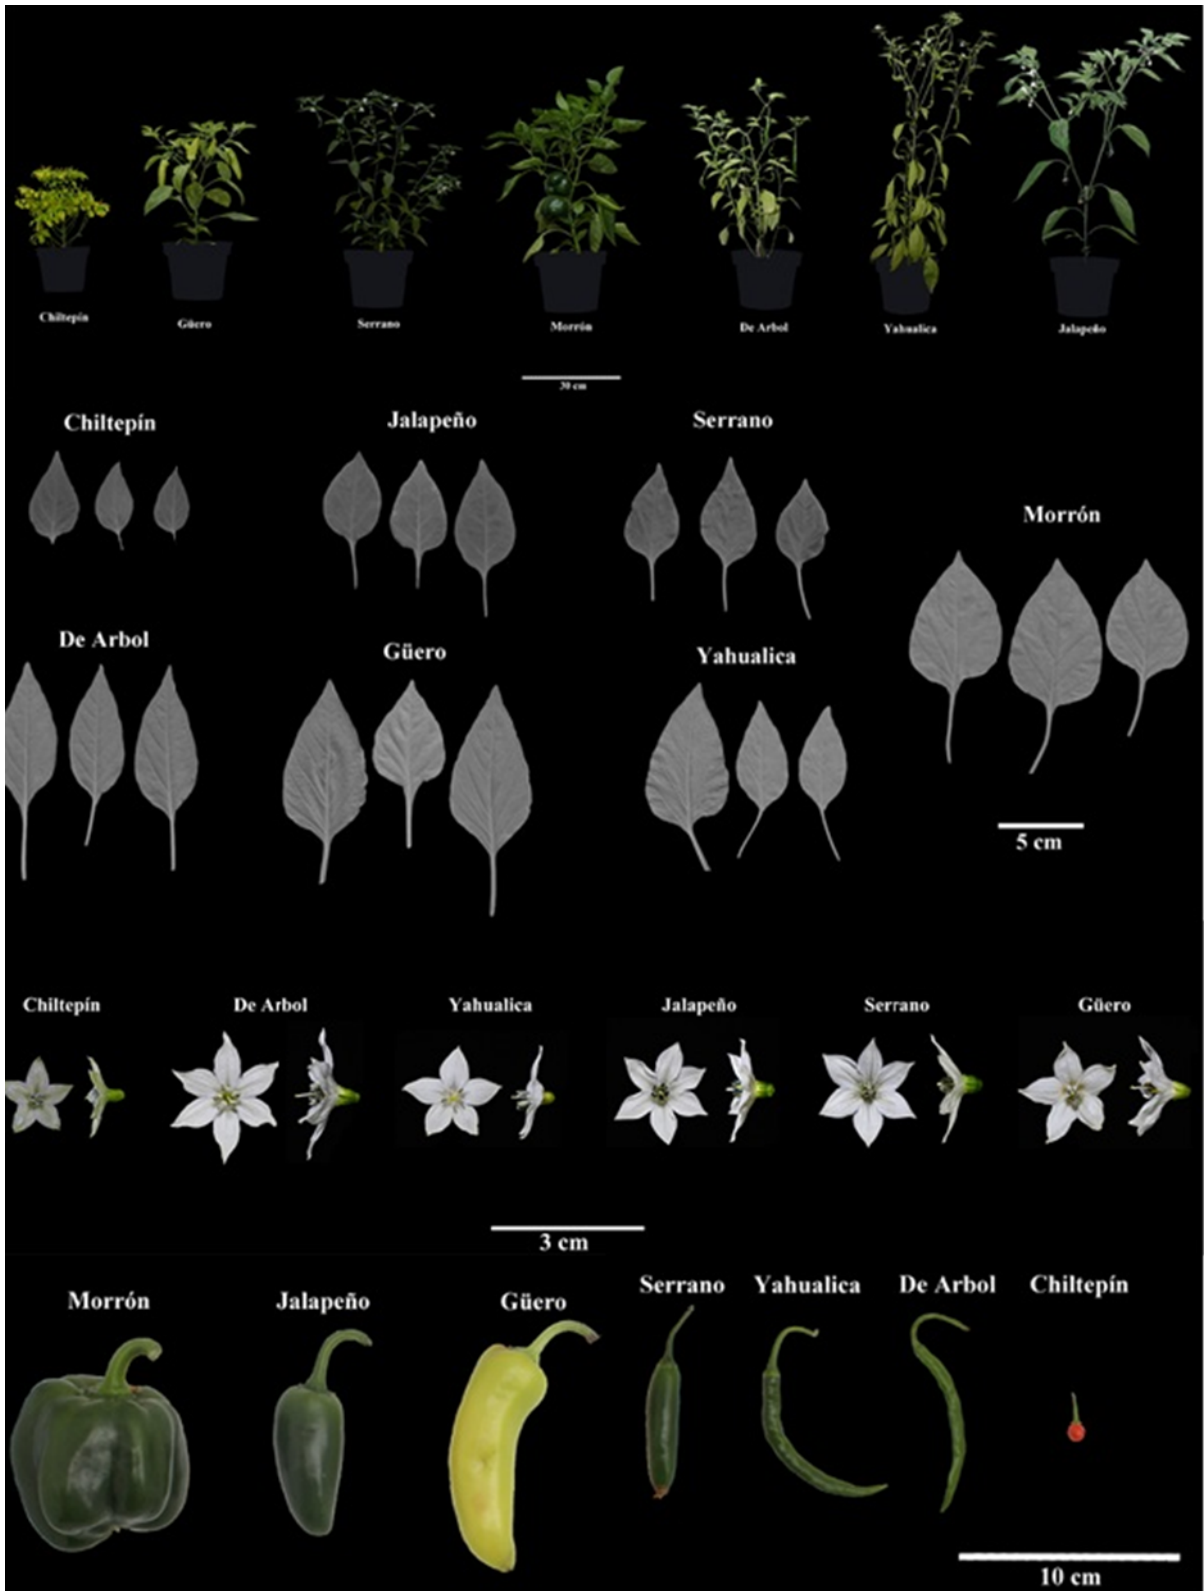 Chiltepín
Güero
Serrano
Morrón
De Arbol
Yahualica
Jalapeño
30 cm
Chiltepín
Jalapeño
Serrano
Morrón
De Arbol
Güero
Yahualica
5 cm
Chiltepín
De Arbol
Yahualica
Jalapeño
Serrano
Güero
3 cm
Morrón
Jalapeño
Güero
Serrano
Yahualica
De Arbol
Chiltepín
10 cm